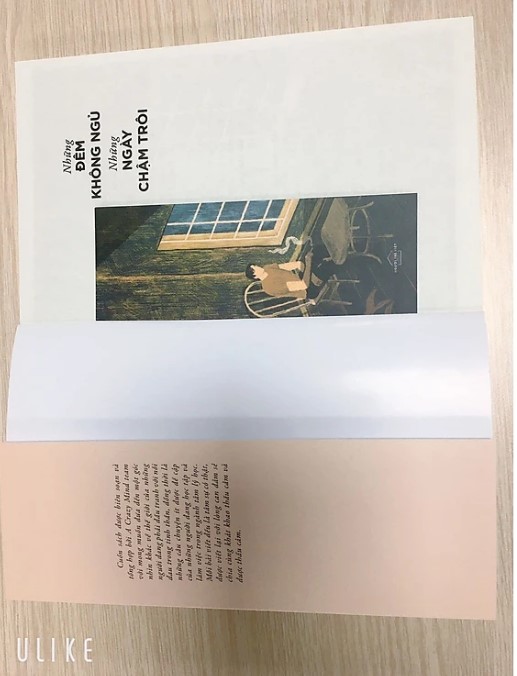 Những
ĐÊM
KHÔNG NGỦ
Những
NGÀY
CHẬM TRÔI
Cuốn sách được biên soạn và
tổng hợp bởi A Crazy Mind team
với mong muốn đưa đến một góc
nhìn khác về thế giới của những
người đang phải đấu tranh với nỗi
đau trong tinh thần, đồng thời là
những câu chuyện ít được đề cập
của những người đang học tập và
làm việc trong ngành tâm lý học.
Mỗi bài viết đều là tâm sự có thật,
được viết lại với lòng can đảm sẻ
chia cùng khát khao thấu cảm và
được thấu cảm.
ULIKE